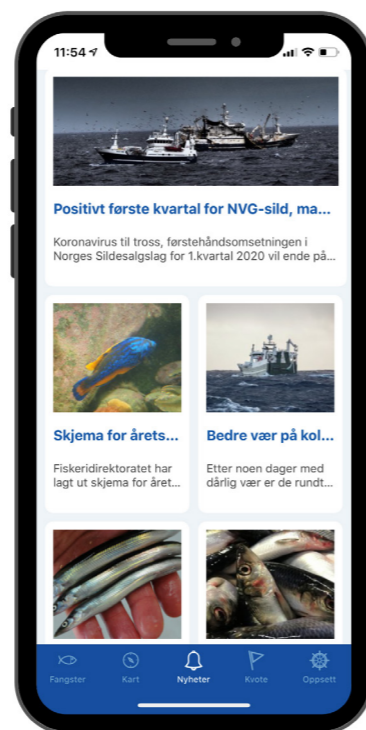 11:54
Positivt første kvartal for NVG-sild, ma...
Koronavirus til tross, førstehåndsomsetningen i
Norges Sildesalgslag for 1.kvartal 2020 vil ende på...
Skjema for årets...
Fiskeridirektoratet har
lagt ut skjema for året...
Bedre vær på kol...
Etter noen dager med
dårlig vær er de rundt...
Fangster
Kart
Nyheter
Kvote
Oppsett